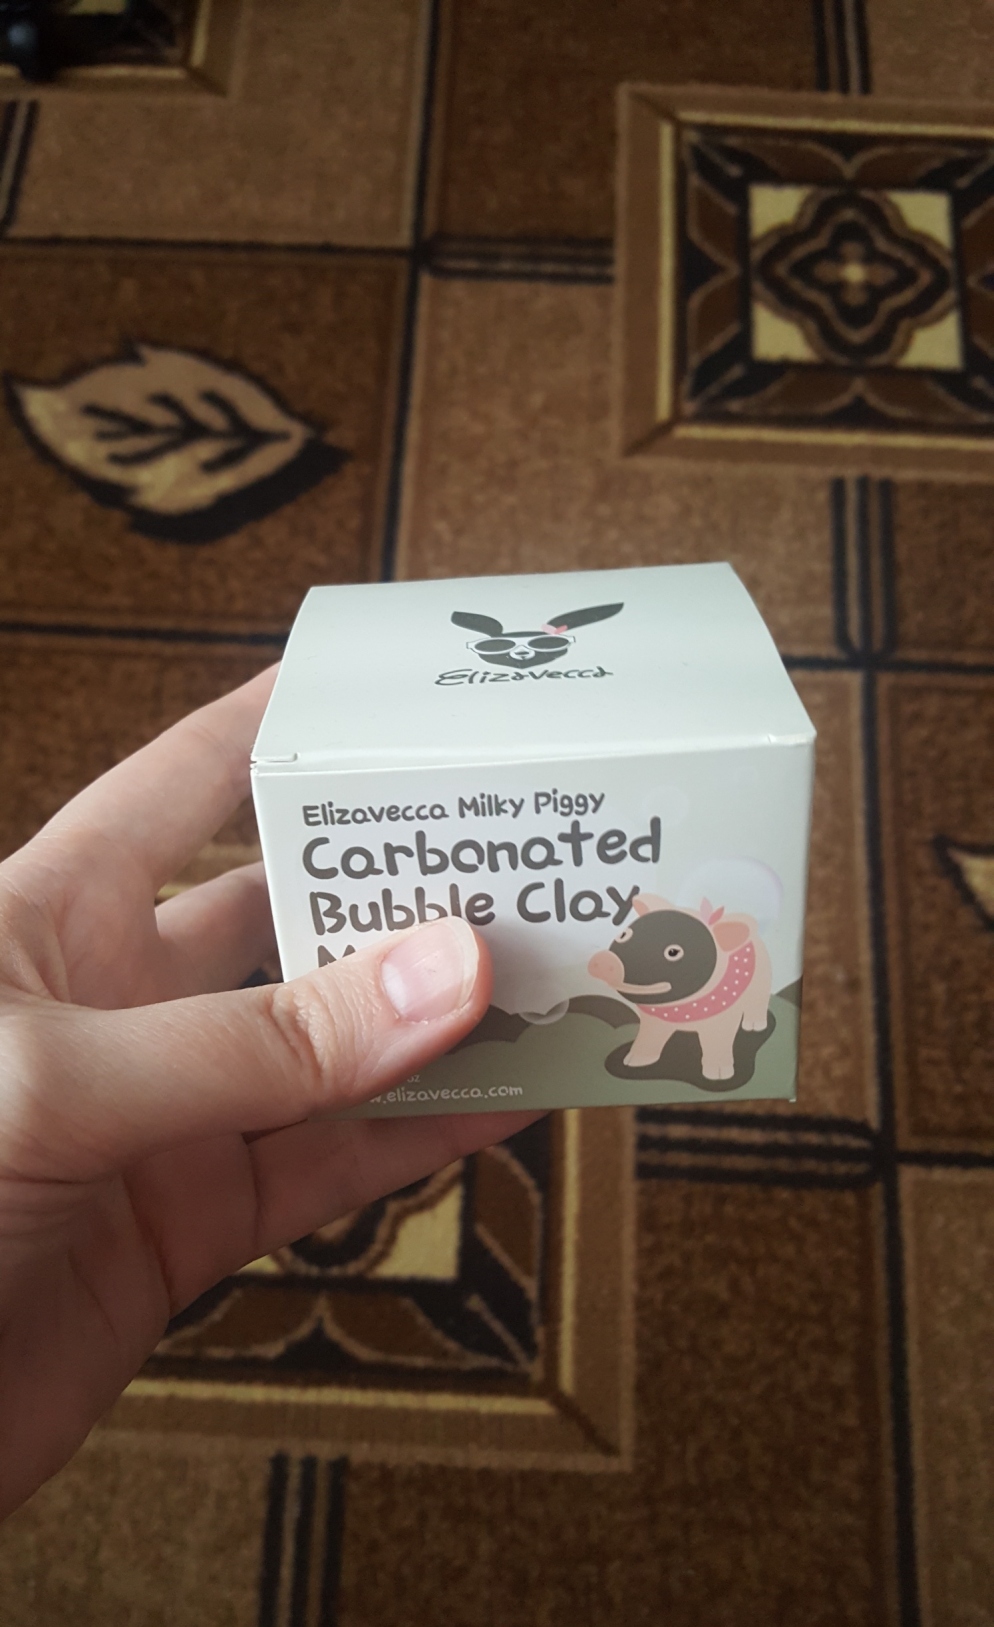 Elizavecca
Elizavecca Milky Piggy
Carbonated
Bubble Clay
.elizavecca.com